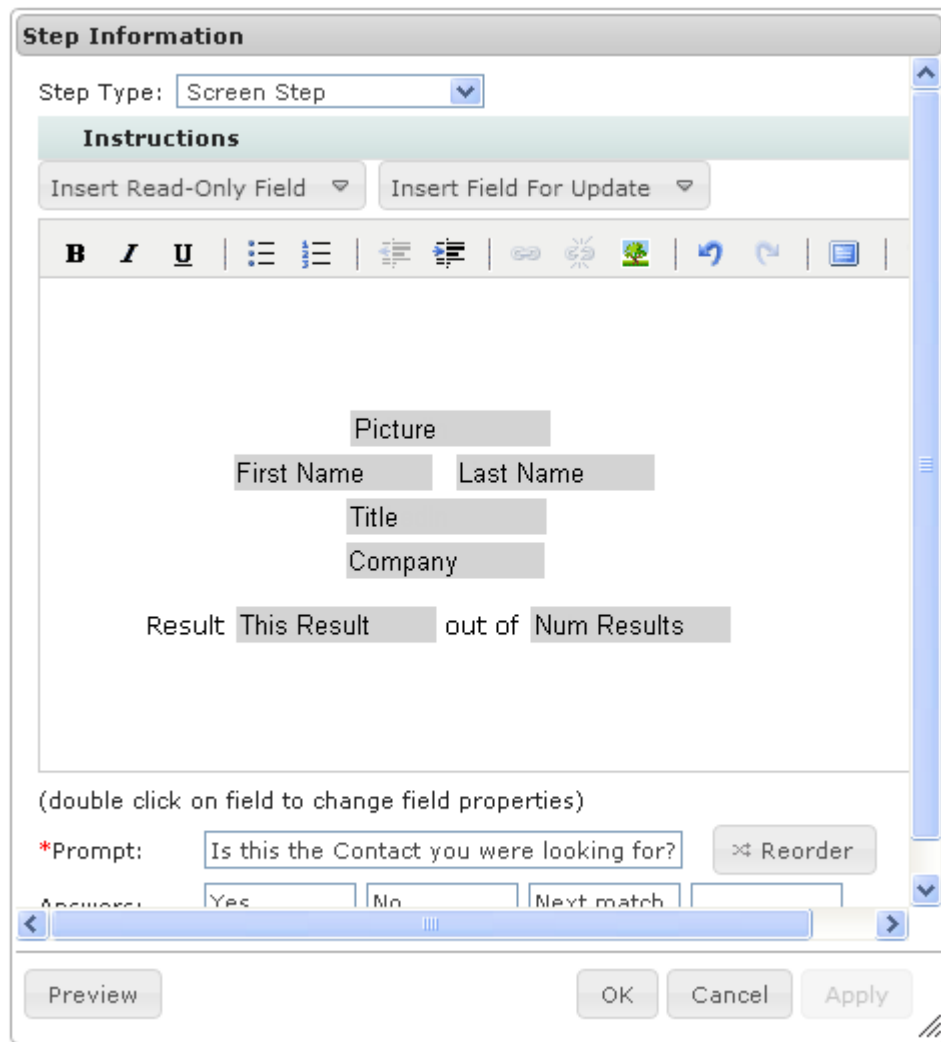 Step Information
Step Type: Screen Step
Instructions
Insert Read-Only Field Insert Field For Update
B I U
Picture
First Name Last Name
Title
Company
Result This Result out of Num Results
(double click on field to change field properties)
*Prompt: Is this the Contact you were looking for? Reorder
Answers: Yes No Next match
Preview OK Cancel Apply